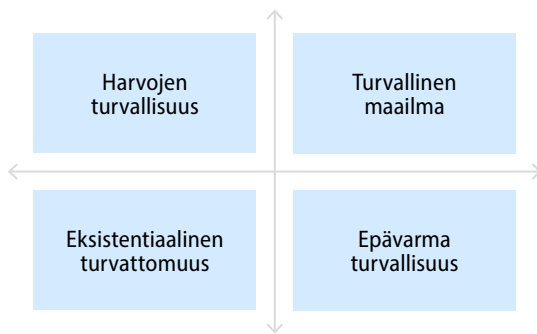 Harvojen
turvallisuus
Turvallinen
maailma
Eksistentiaalinen
turvattomuus
Epävarma
turvallisuus